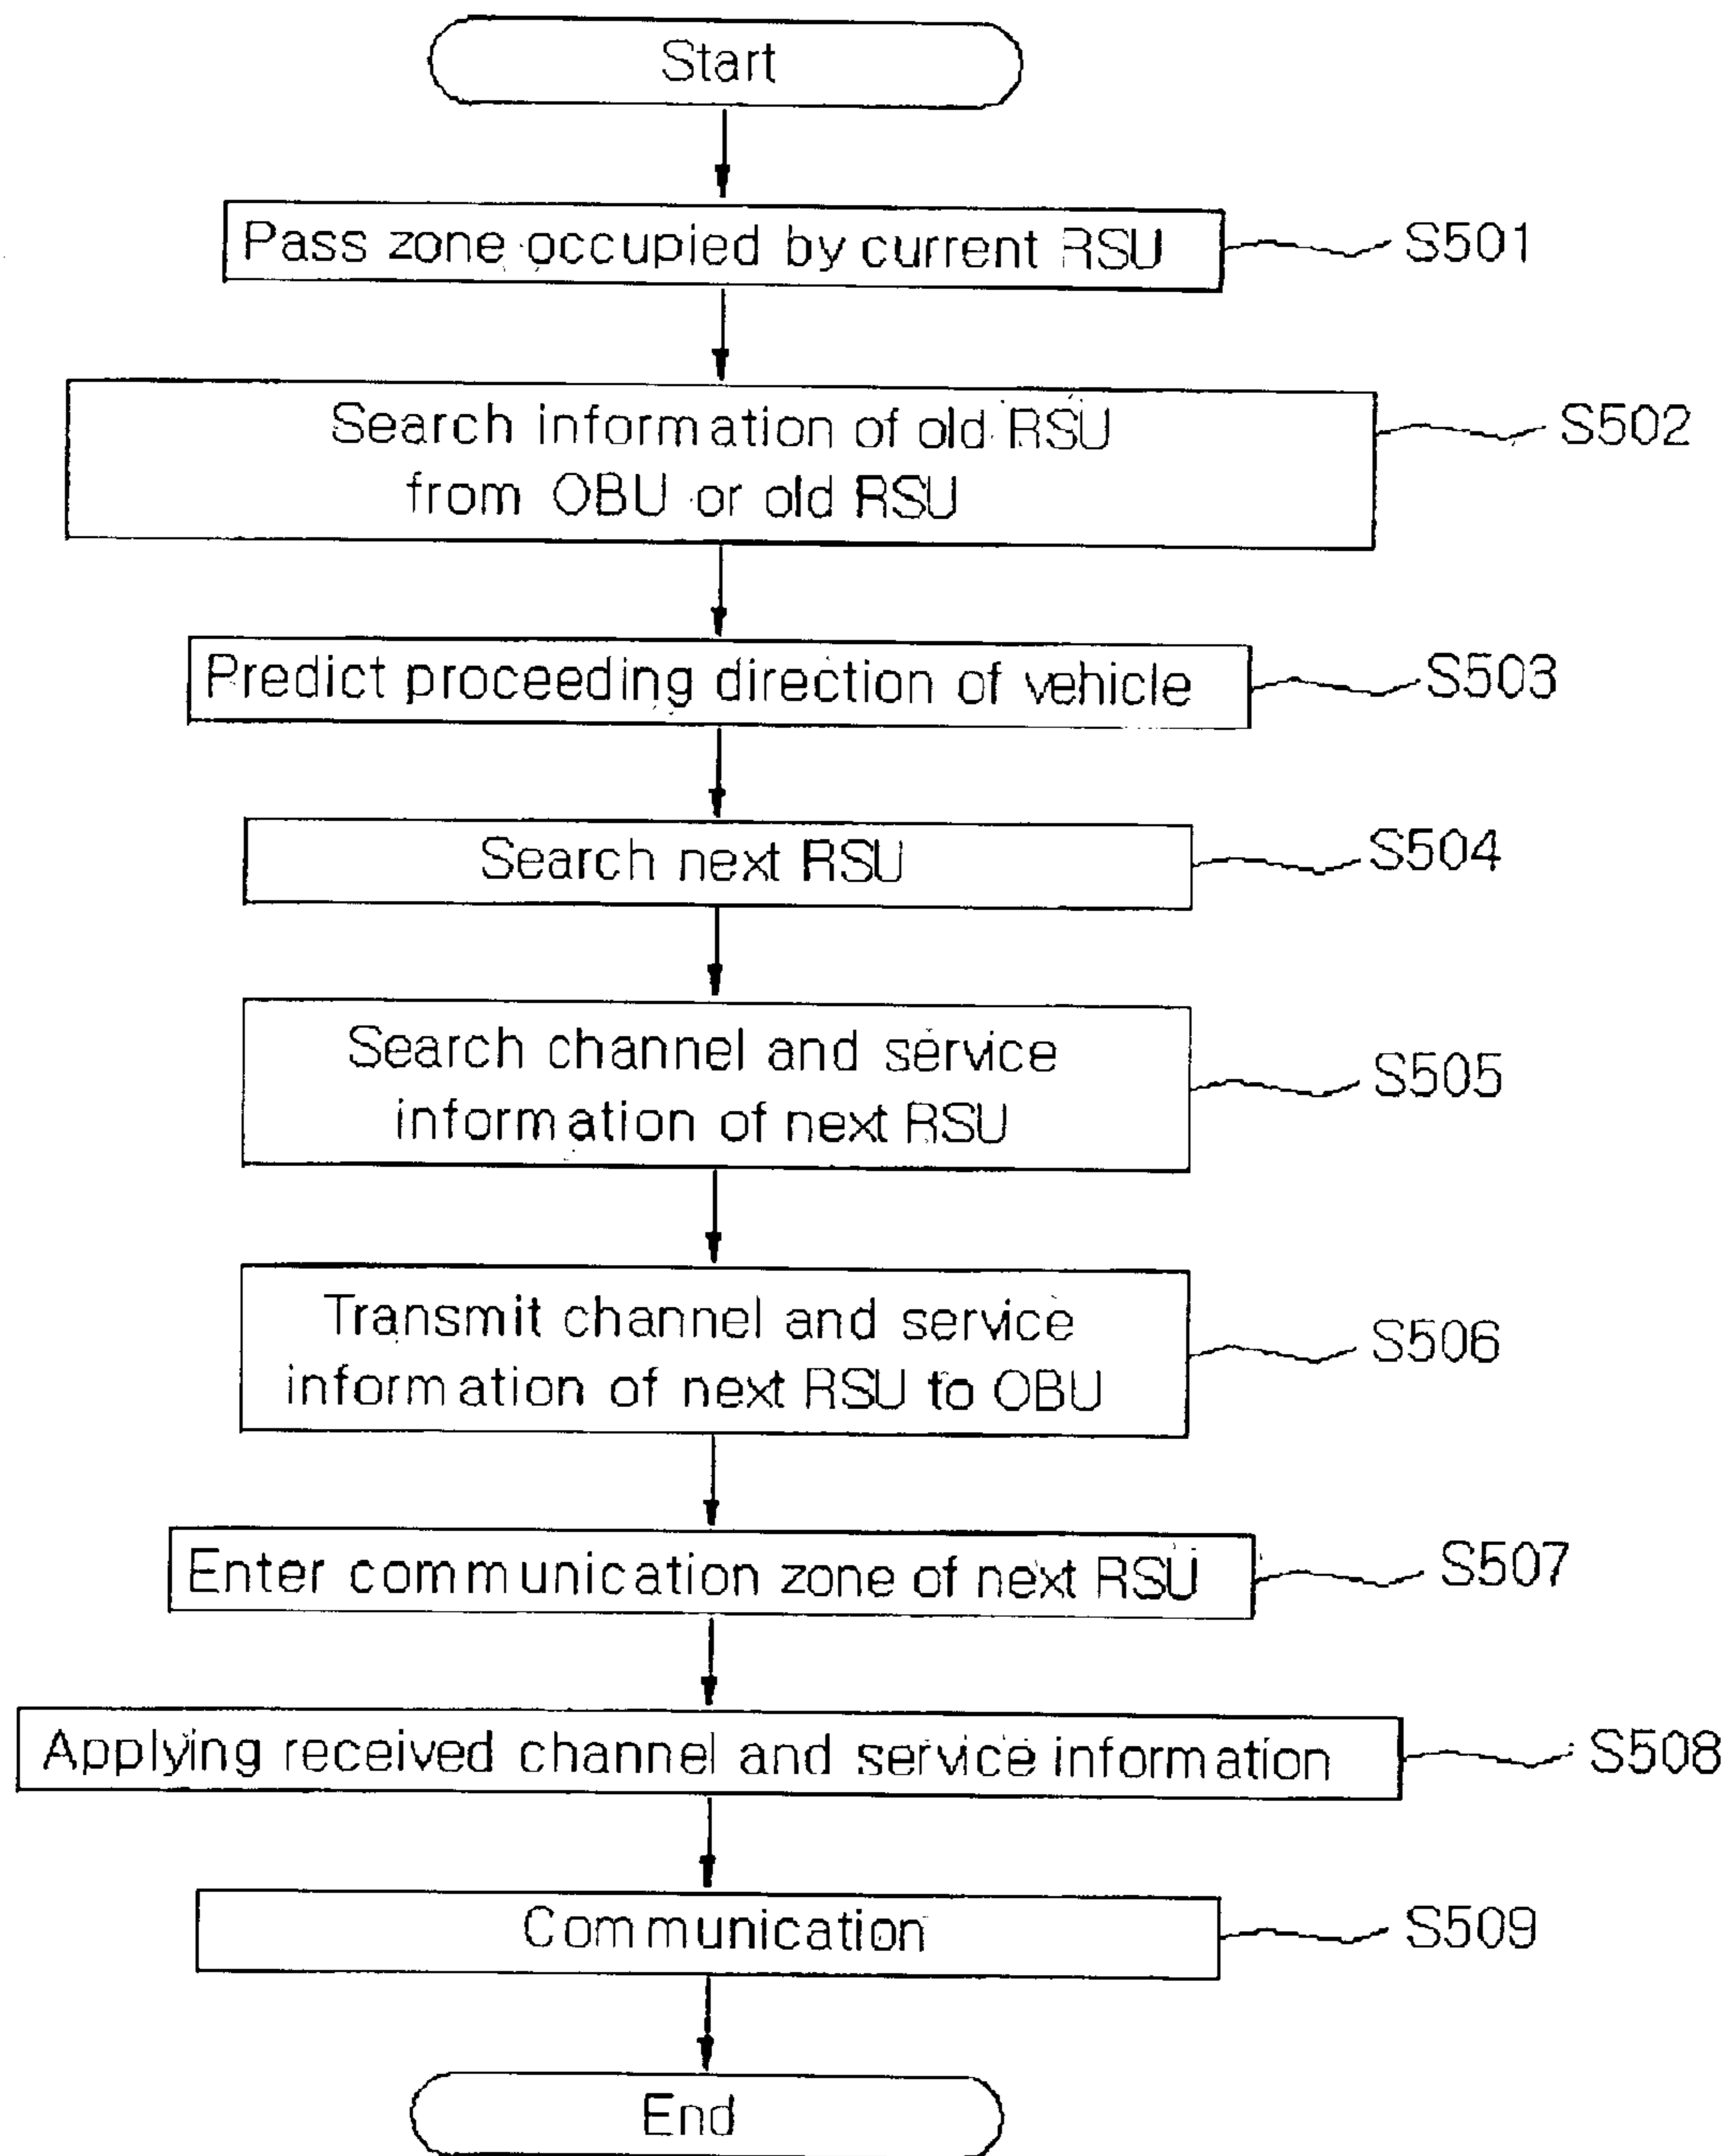 Start
Pass zone occupied by current RSU
S501
Search information of old RSU
from OBU or old RSU
S502
Predict proceeding direction of vehicle
S503
Search next RSU
S504
Search channel and service
information of next RSU
S505
Transmit channel and service
information of next RSU to OBU
S506
Enter communication zone of next RSU
S507
Applying received channel and service information
S508
Communication
S509
End